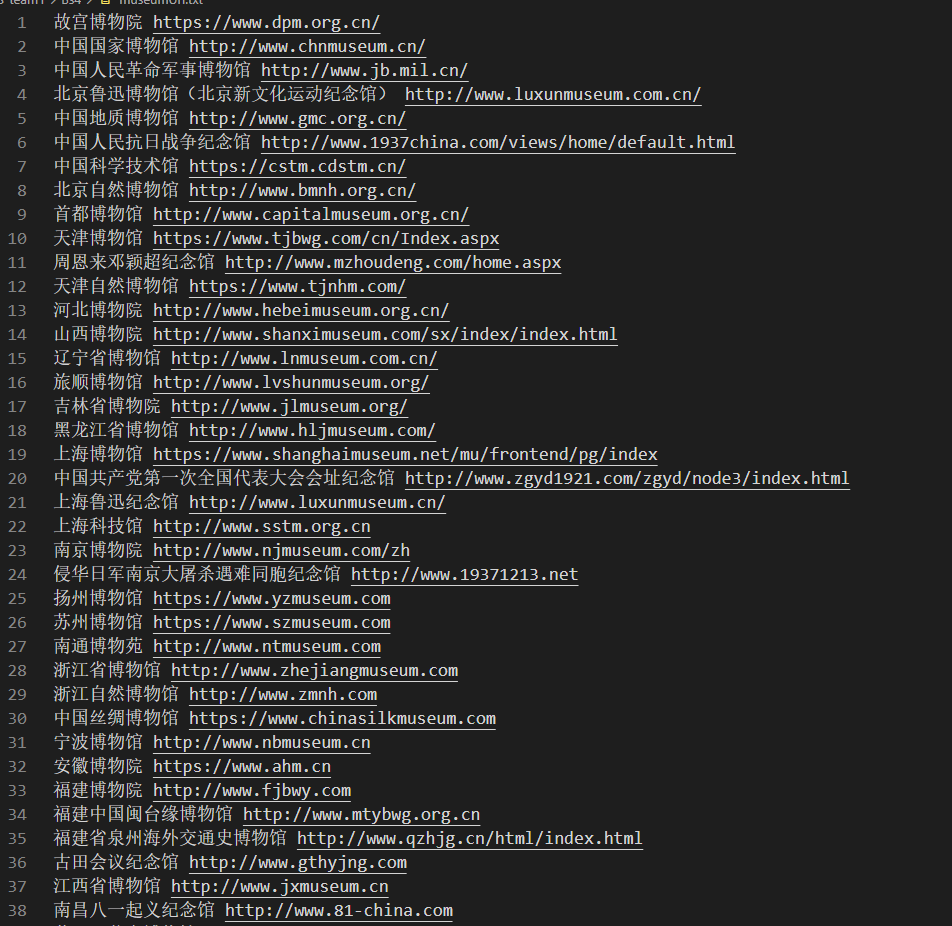 1 故宫博物院 https://www.dpm.org.cn/
2 中国国家博物馆 http://www.chnmuseum.cn/
3 中国人民革命军事博物馆 http://www.jb.mil.cn/
4 北京鲁迅博物馆（北京新文化运动纪念馆） http://www.luxunmuseum.com.cn/
5 中国地质博物馆 http://www.gmc.org.cn/
6 中国人民抗日战争纪念馆 http://www.1937china.com/views/home/default.html
7 中国科学技术馆 https://cstm.cdstm.cn/
8 北京自然博物馆 http://www.bmnh.org.cn/
9 首都博物馆 http://www.capitalmuseum.org.cn/
10 天津博物馆 https://www.tjbwg.com/cn/Index.aspx
11 周恩来邓颖超纪念馆 http://www.mzhoudeng.com/home.aspx
12 天津自然博物馆 https://www.tjnhm.com/
13 河北博物院 http://www.hebeimuseum.org.cn/
14 山西博物院 http://www.shanximuseum.com/sx/index/index.html
15 辽宁省博物馆 http://www.lnmuseum.com.cn/
16 旅顺博物馆 http://www.lvshunmuseum.org/
17 吉林省博物院 http://www.jlmuseum.org/
18 黑龙江省博物馆 http://www.hljmuseum.com/
19 上海博物馆 https://www.shanghaimuseum.net/mu/frontend/pg/index
20 中国共产党第一次全国代表大会会址纪念馆 http://www.zgyd1921.com/zgyd/node3/index.html
21 上海鲁迅纪念馆 http://www.luxunmuseum.cn/
22 上海科技馆 http://www.sstm.org.cn
23 南京博物院 http://www.njmuseum.com/zh
24 侵华日军南京大屠杀遇难同胞纪念馆 http://www.19371213.net
25 扬州博物馆 https://www.yzmuseum.com
26 苏州博物馆 https://www.szmuseum.com
27 南通博物苑 http://www.ntmuseum.com
28 浙江省博物馆 http://www.zhejiangmuseum.com
29 浙江自然博物馆 http://www.zmnh.com
30 中国丝绸博物馆 https://www.chinasilkmuseum.com
31 宁波博物馆 http://www.nbmuseum.cn
32 安徽博物院 https://www.ahm.cn
33 福建博物院 http://www.fjbwy.com
34 福建中国闽台缘博物馆 http://www.mtybwg.org.cn
35 福建省泉州海外交通史博物馆 http://www.qzhjg.cn/html/index.html
36 古田会议纪念馆 http://www.gthyjng.com
37 江西省博物馆 http://www.jxmuseum.cn
38 南昌八一起义纪念馆 http://www.81-china.com